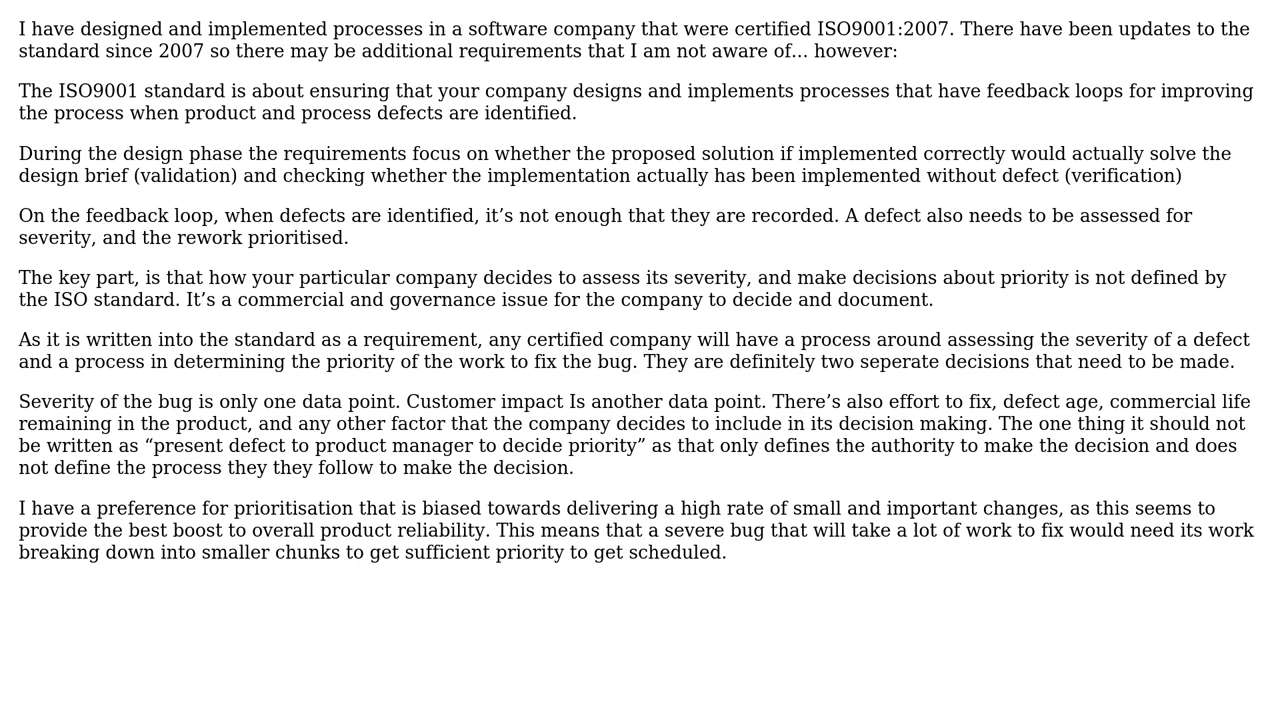 I have designed and implemented processes in a software company that were certified ISO9001:2007. There have been updates to the
standard since 2007 so there may be additional requirements that I am not aware of... however:
The ISO9001 standard is about ensuring that your company designs and implements processes that have feedback loops for improving
the process when product and process defects are identified.
During the design phase the requirements focus on whether the proposed solution if implemented correctly would actually solve the
design brief (validation) and checking whether the implementation actually has been implemented without defect (verification)
On the feedback loop, when defects are identified, it’s not enough that they are recorded. A defect also needs to be assessed for
severity, and the rework prioritised.
The key part, is that how your particular company decides to assess its severity, and make decisions about priority is not defined by
the ISO standard. It’s a commercial and governance issue for the company to decide and document.
As it is written into the standard as a requirement, any certified company will have a process around assessing the severity of a defect
and a process in determining the priority of the work to fix the bug. They are definitely two seperate decisions that need to be made.
Severity of the bug is only one data point. Customer impact Is another data point. There’s also effort to fix, defect age, commercial life
remaining in the product, and any other factor that the company decides to include in its decision making. The one thing it should not
be written as “present defect to product manager to decide priority” as that only defines the authority to make the decision and does
not define the process they they follow to make the decision.
I have a preference for prioritisation that is biased towards delivering a high rate of small and important changes, as this seems to
provide the best boost to overall product reliability. This means that a severe bug that will take a lot of work to fix would need its work
breaking down into smaller chunks to get sufficient priority to get scheduled.